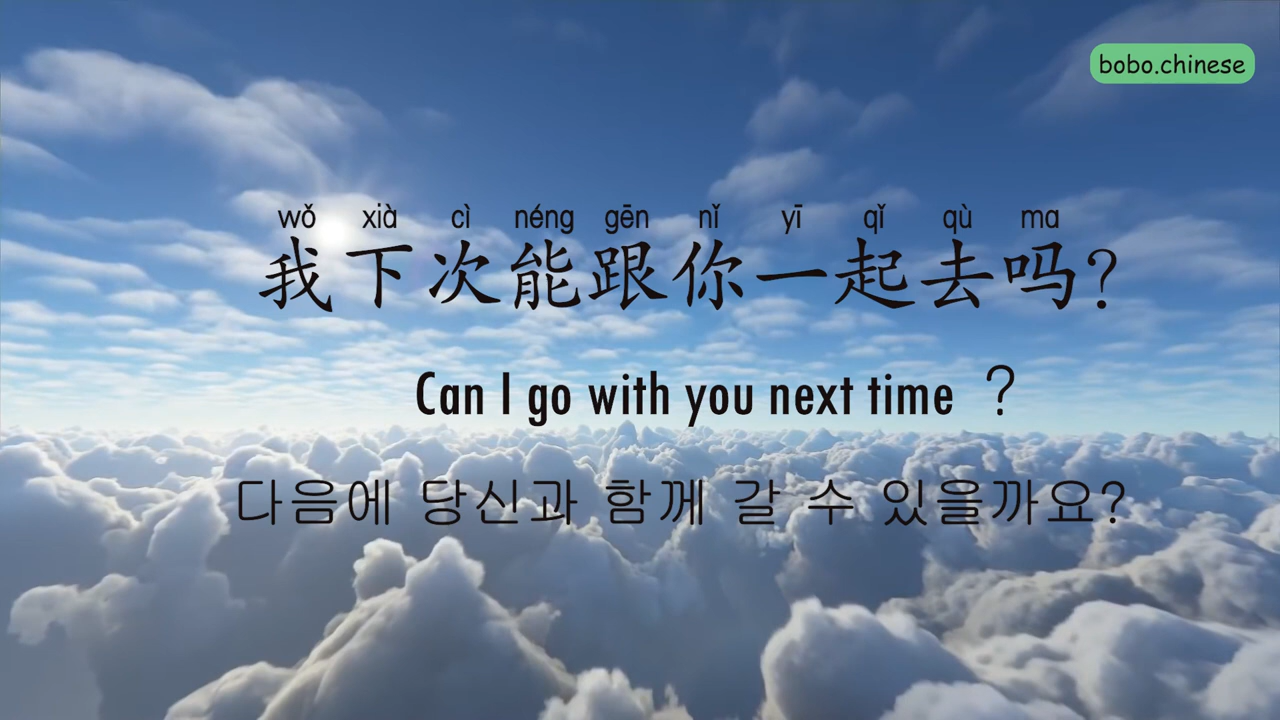 bobo.chinese
wǒ xià cì néng gēn nǐ yī qǐ qù ma
我下次能跟你一起去吗?
Can I go with you next time ?
다음에 당신과 함께 갈 수 있을까요?